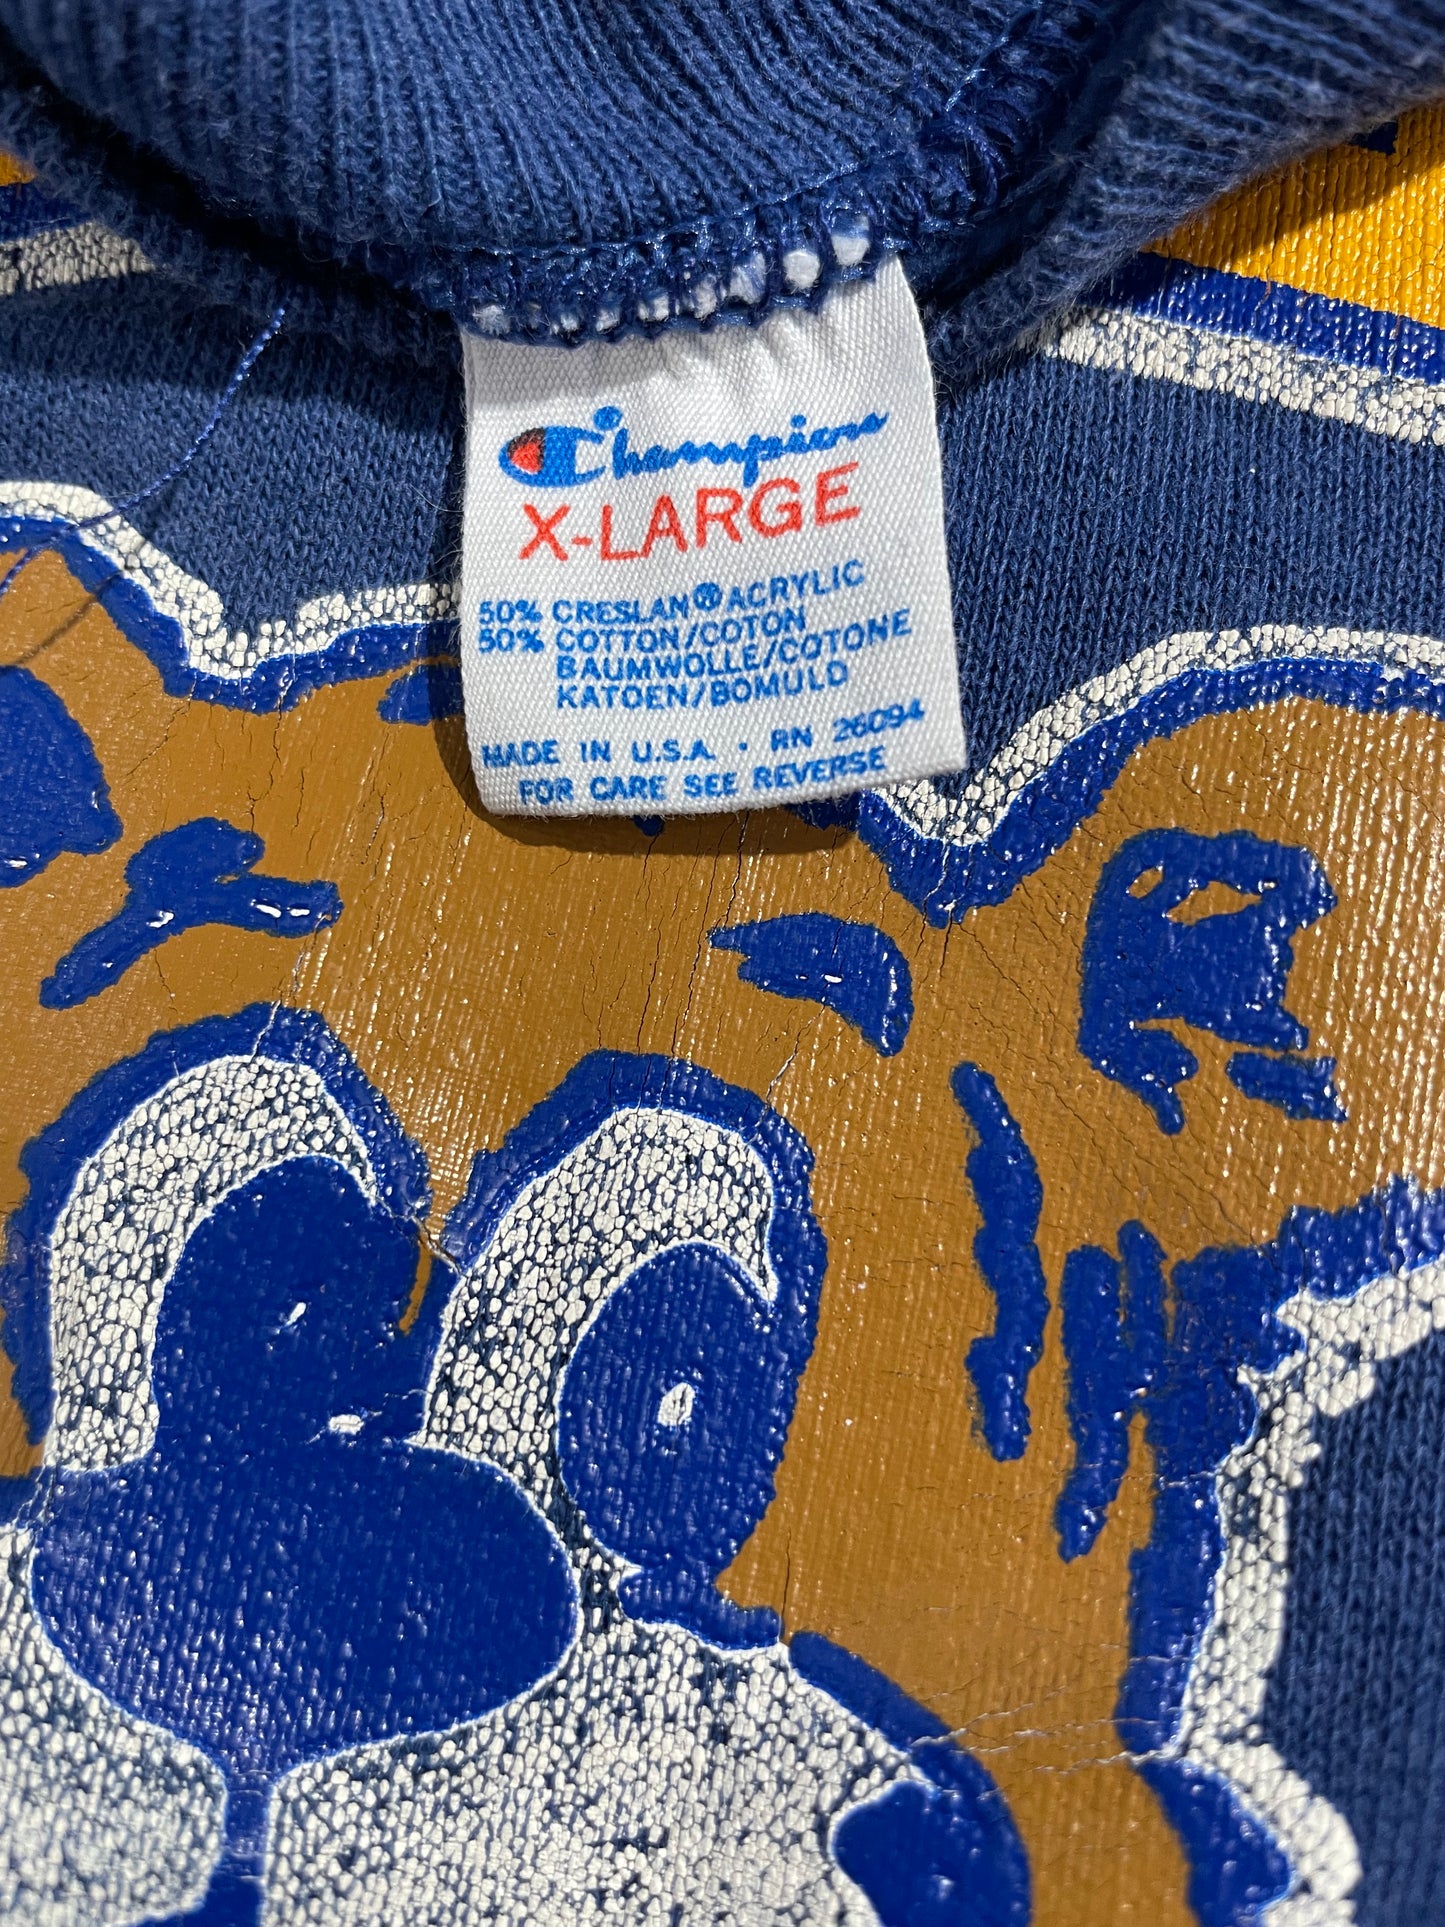 Champion
X-LARGE
50% CRESLAN® ACRYLIC
50% COTTON/COTON
BAUMWOLLE/COTONE
KATOEN/BOMULD
MADE IN U.S.A. · RN 26094
FOR CARE SEE REVERSE